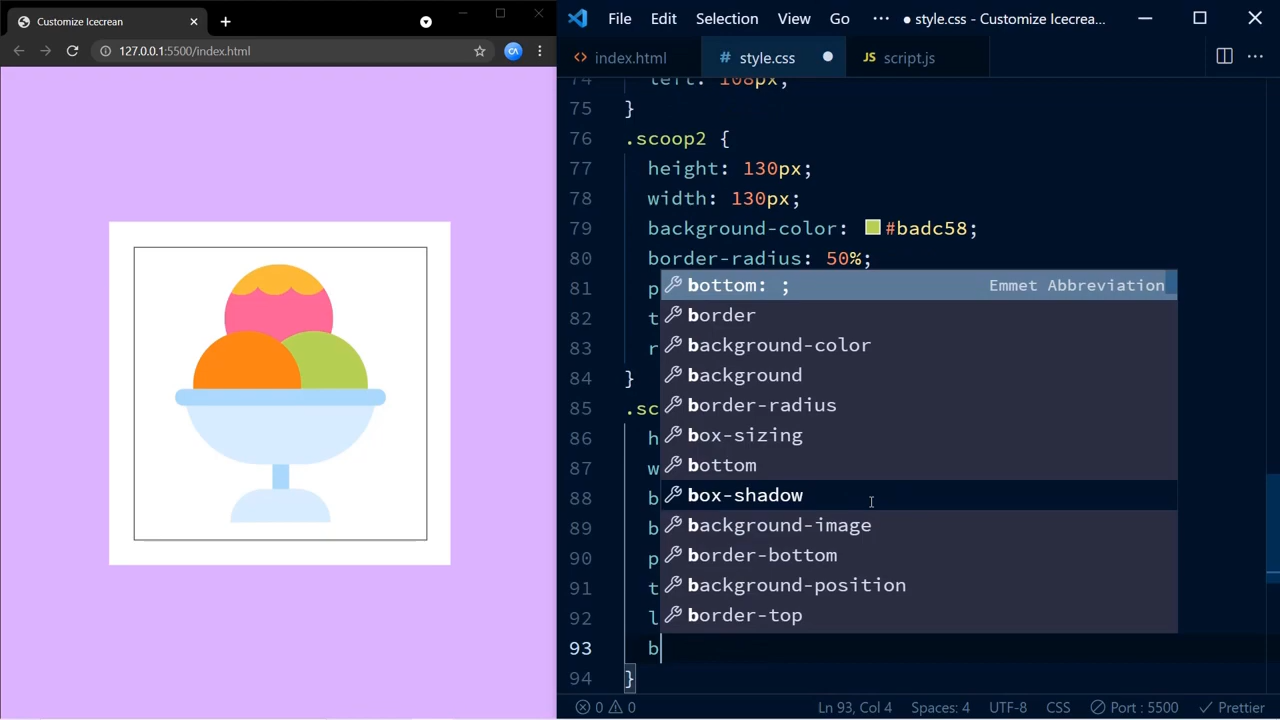 Customize Icecrean
127.0.0.1:5500/index.html
CA
File Edit Selection View Go ··· ● style.css - Customize Icecrea...
<> index.html
# style.css
JS script.js
74 left: 108px;
75 }
76 .scoop2 {
77 height: 130px;
78 width: 130px;
79 background-color: #badc58;
80 border-radius: 50%;
81 p
82 t
83 r
84 }
85 .sc
86 h
87 w
88 b
89 b
90 p
91 t
92 l
93 b
94 }
bottom: ; Emmet Abbreviation
border
background-color
background
border-radius
box-sizing
bottom
box-shadow
background-image
border-bottom
background-position
border-top
0 0 Ln 93, Col 4 Spaces: 4 UTF-8 CSS Port : 5500 Prettier